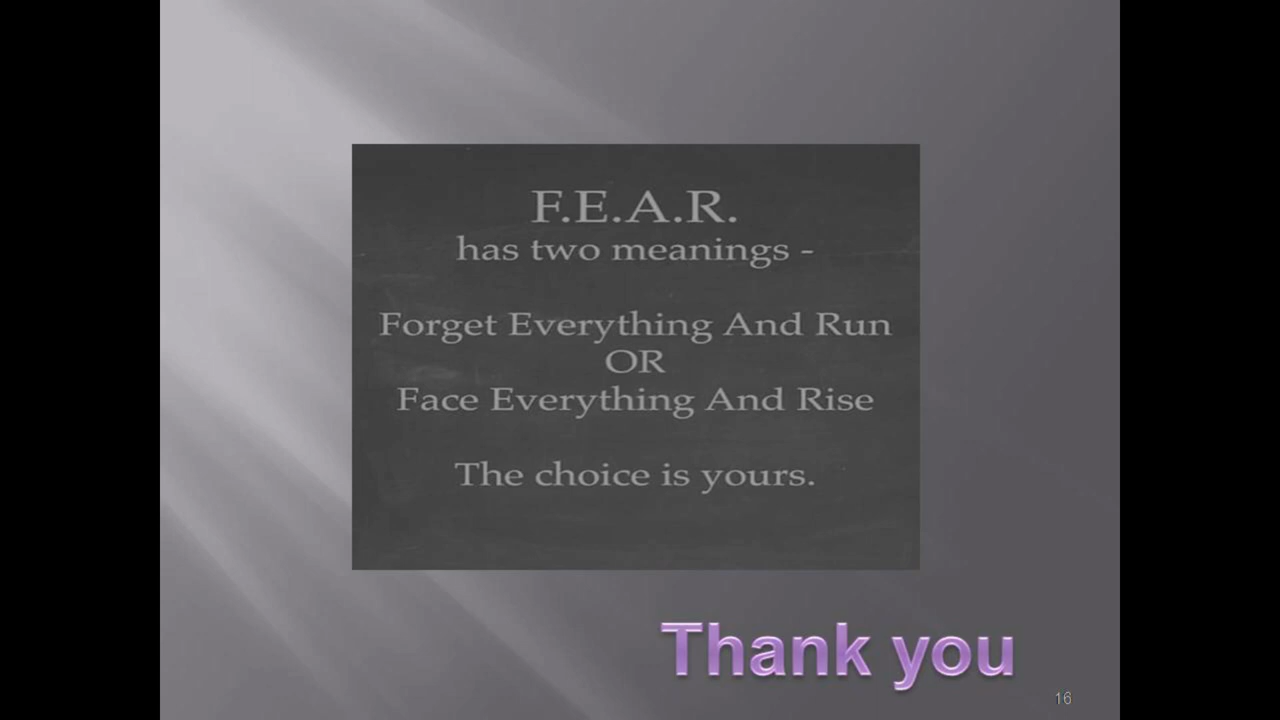 F.E.A.R.
has two meanings -
Forget Everything And Run
OR
Face Everything And Rise
The choice is yours.
Thank you
16